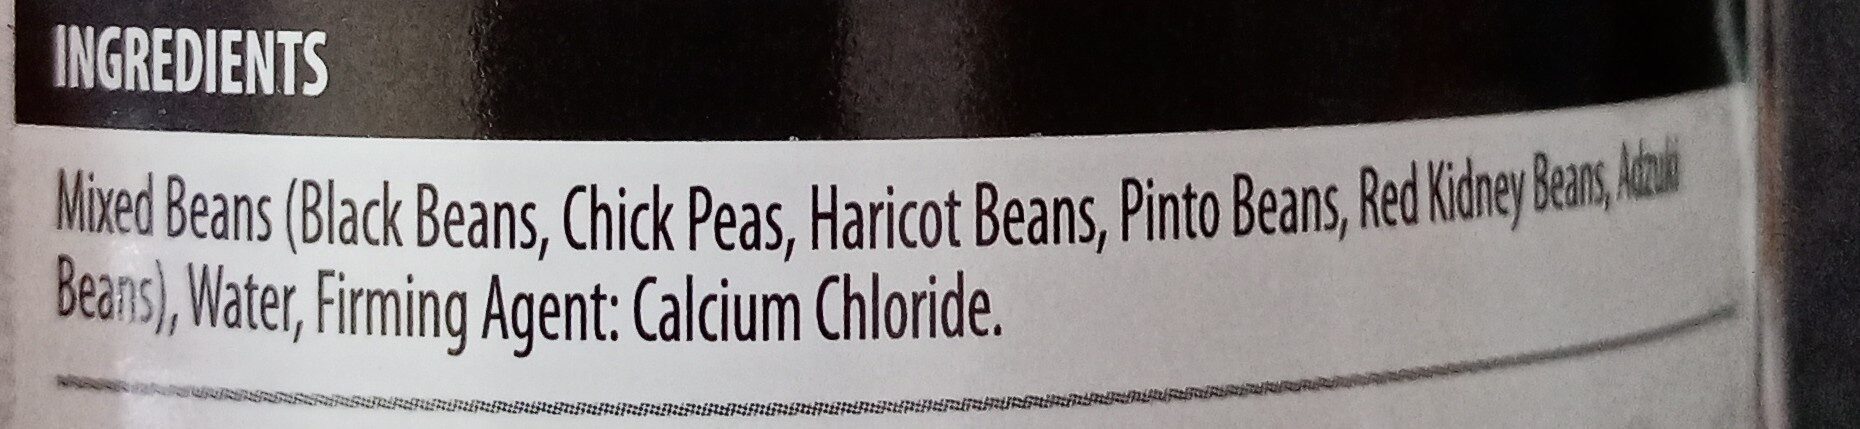 INGREDIENTS
Mixed Beans (Black Beans, Chick Peas, Haricot Beans, Pinto Beans, Red Kidney Beans, Adzuki
Beans), Water, Firming Agent: Calcium Chloride.